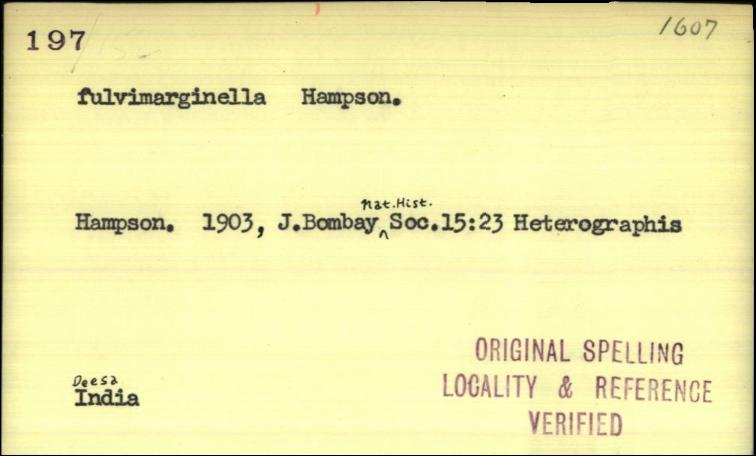 197 1607
fulvimarginella Hampson.
Nat.Hist.
Hampson. 1903, J.Bombay ^ Soc.15:23 Heterographis
ORIGINAL SPELLING
LOCALITY & REFERENCE
VERIFIED
Deesa
India